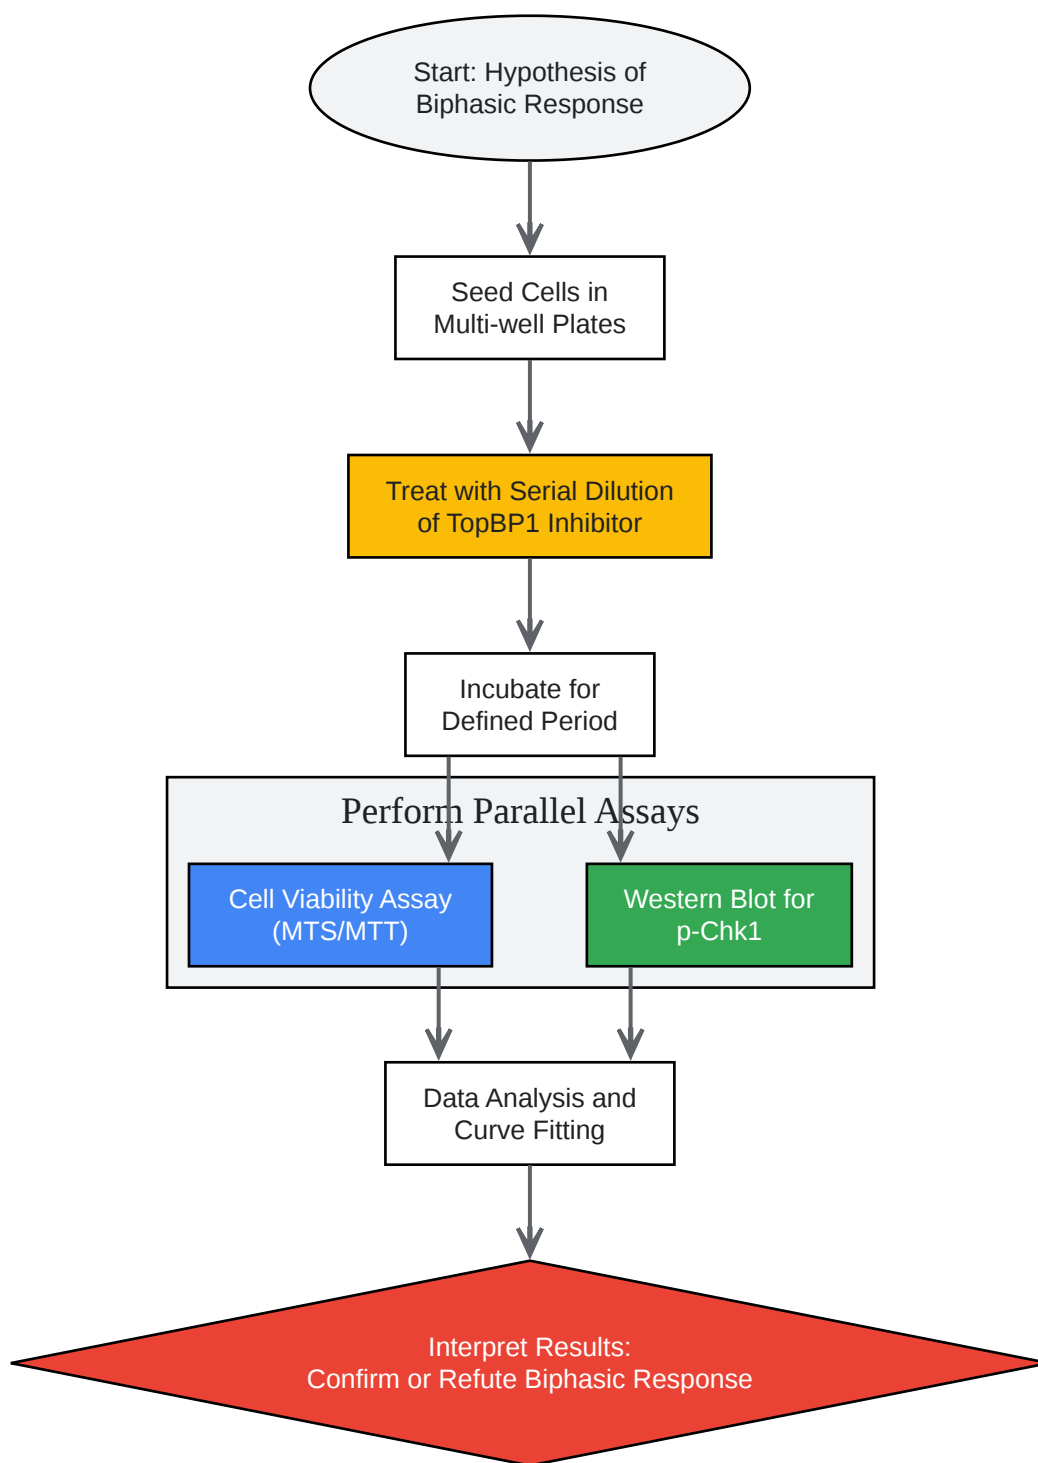 Start: Hypothesis of
Biphasic Response
Seed Cells in
Multi-well Plates
Treat with Serial Dilution
of TopBP1 Inhibitor
Incubate for
Defined Period
Perform Parallel Assays
Cell Viability Assay
(MTS/MTT)
Western Blot for
p-Chk1
Data Analysis and
Curve Fitting
Interpret Results:
Confirm or Refute Biphasic Response